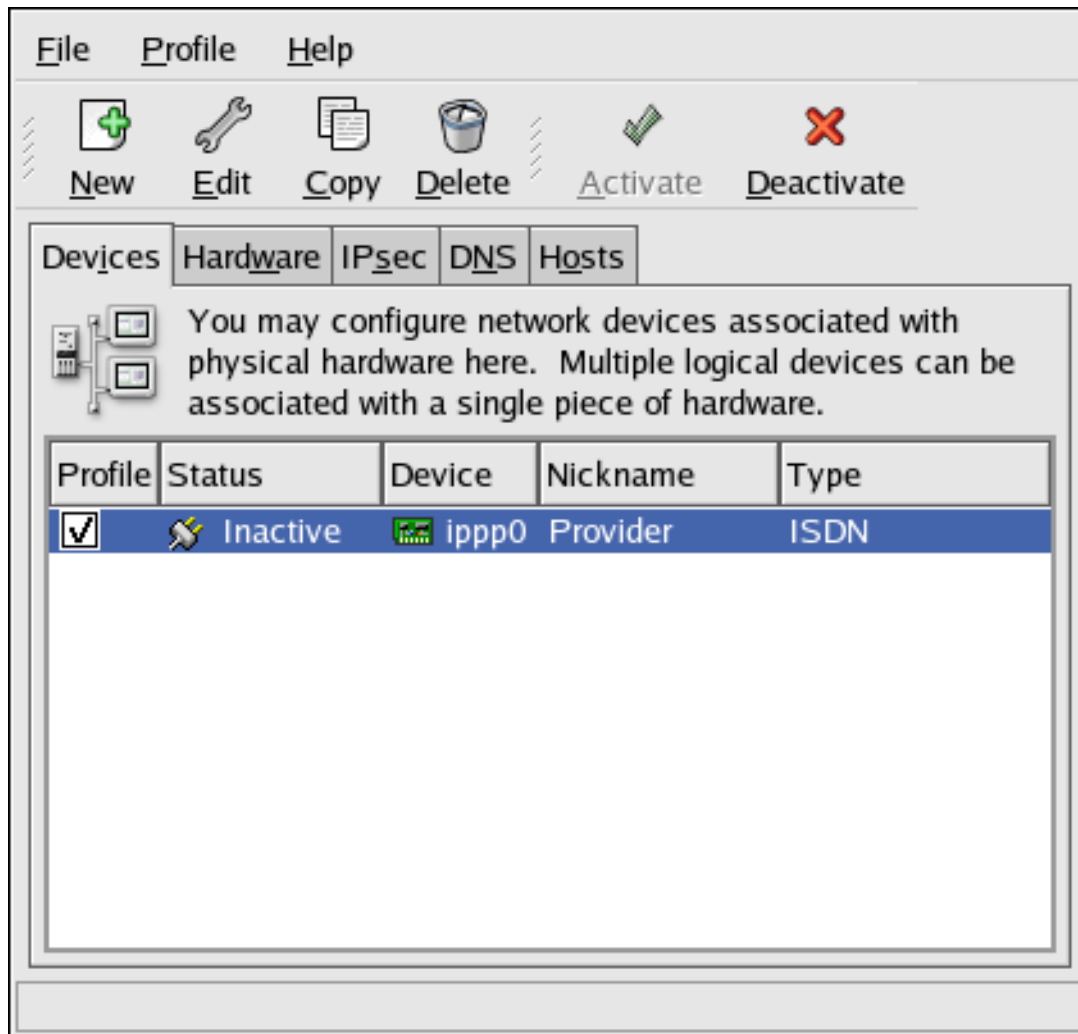 File Profile Help
New Edit Copy Delete Activate Deactivate
Devices Hardware IPsec DNS Hosts
You may configure network devices associated with
physical hardware here.  Multiple logical devices can be
associated with a single piece of hardware.
Profile Status Device Nickname Type
Inactive ippp0 Provider ISDN